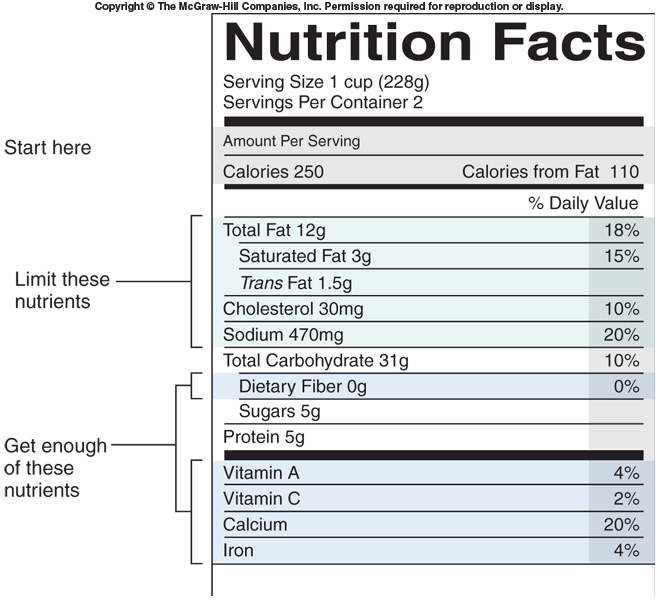 Copyright © The McGraw-Hill Companies, Inc. Permission required for reproduction or display.
Nutrition Facts
Serving Size 1 cup (228g)
Servings Per Container 2
Start here
Amount Per Serving
Calories 250 Calories from Fat 110
% Daily Value
Limit these
nutrients
Total Fat 12g 18%
Saturated Fat 3g 15%
Trans Fat 1.5g
Cholesterol 30mg 10%
Sodium 470mg 20%
Total Carbohydrate 31g 10%
Get enough
of these
nutrients
Dietary Fiber 0g 0%
Sugars 5g
Protein 5g
Vitamin A 4%
Vitamin C 2%
Calcium 20%
Iron 4%